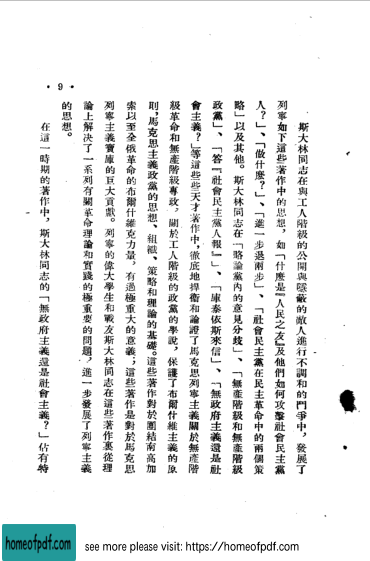 斯大林同志在與工人階級的公開與隱蔽的敵人進行不調和的鬥爭中，發展了
列寧如下這些著作中的思想，如「什麼是『人民之友』及他們如何攻擊社會民主黨
人？」、「做什麼？」、「進一步退兩步」、「社會民主黨在民主革命中的兩個策
略」以及其他。斯大林同志在「略論黨內的意見分歧」、「無產階級和無產階級
政黨」、「答『社會民主黨人報』」、「庫泰依斯來信」、「無政府主義還是社
會主義？」等這些天才著作中，徹底地捍衛和論證了馬克思列寧主義關於無產階
級革命和無產階級專政，關於工人階級的政黨的學說，保護了布爾什維主義的原
則，馬克思主義政黨的思想、組織、策略和理論的基礎。這些著作對於團結南高加
索以至全俄革命的布爾什維克力量，有過極重大的意義；這些著作是對於馬克思
列寧主義寶庫的巨大貢獻。列寧的偉大學生和戰友斯大林同志在這些著作裏從理
論上解決了一系列有關革命理論和實踐的極重要的問題，進一步發展了列寧主義
的思想。
在這一時期的著作中，斯大林同志的「無政府主義還是社會主義？」佔有特
• 9 •
homeofpdf.com
see more please visit: https://homeofpdf.com